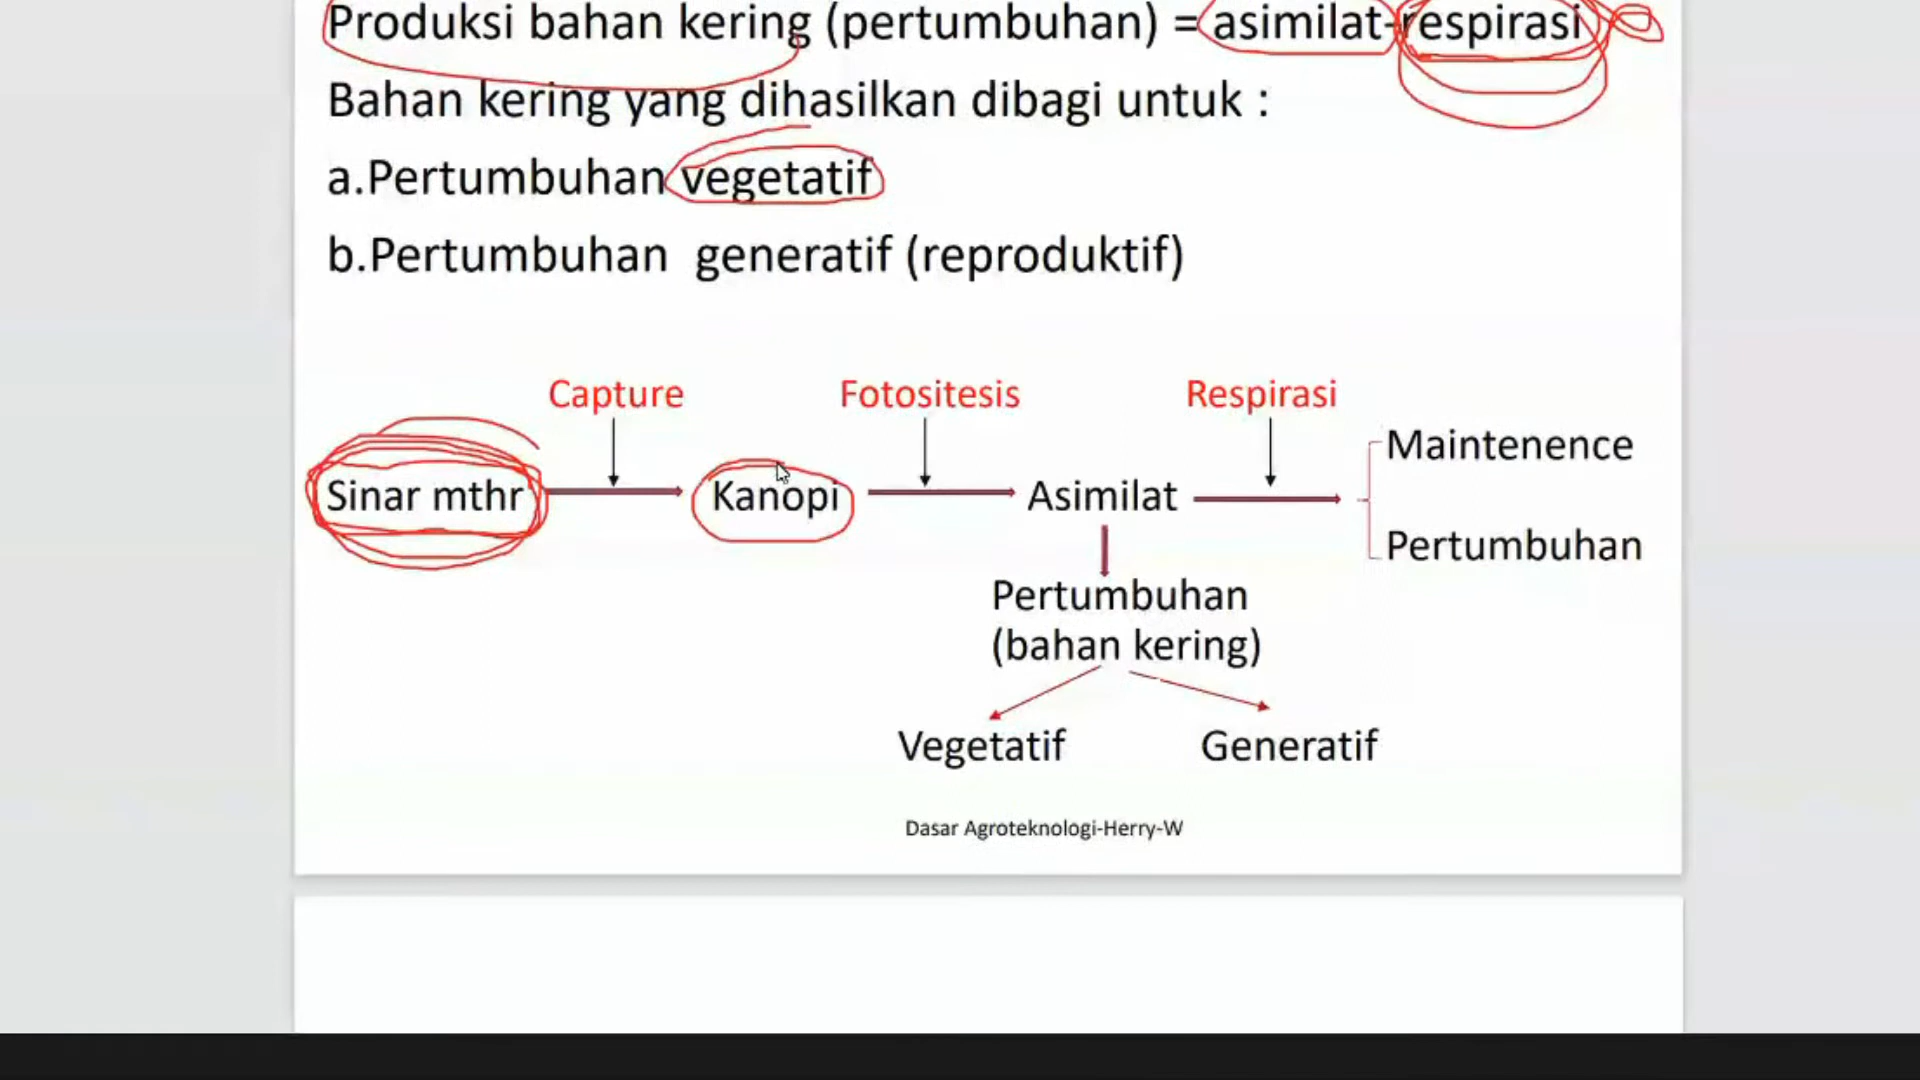 Produksi bahan kering (pertumbuhan) = asimilat-respirasi
Bahan kering yang dihasilkan dibagi untuk :
a.Pertumbuhan vegetatif
b.Pertumbuhan generatif (reproduktif)
Capture
Fotositesis
Respirasi
Maintenence
Sinar mthr
Kanopi
Asimilat
Pertumbuhan
Pertumbuhan
(bahan kering)
Vegetatif
Generatif
Dasar Agroteknologi-Herry-W